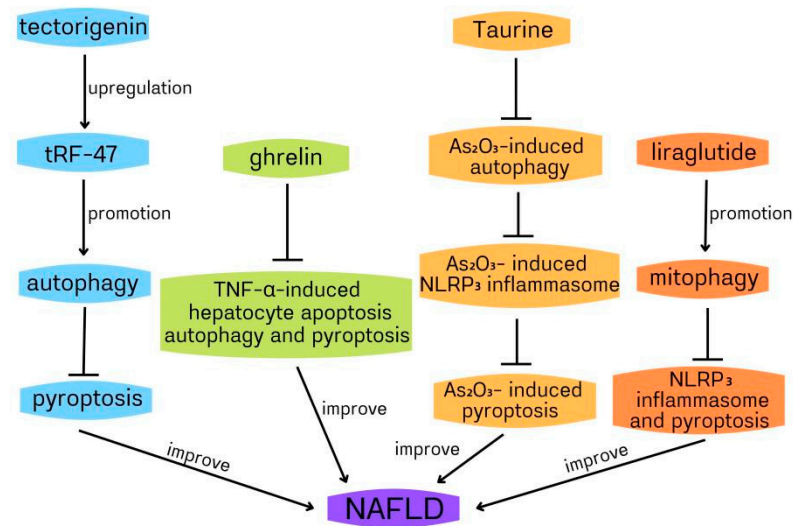 tectorigenin
upregulation
tRF-47
promotion
autophagy
pyroptosis
improve
ghrelin
TNF-α-induced
hepatocyte apoptosis
autophagy and pyroptosis
improve
Taurine
As₂O₃-induced
autophagy
As₂O₃- induced
NLRP₃ inflammasome
As₂O₃- induced
pyroptosis
improve
liraglutide
promotion
mitophagy
NLRP₃
inflammasome
and pyroptosis
improve
NAFLD